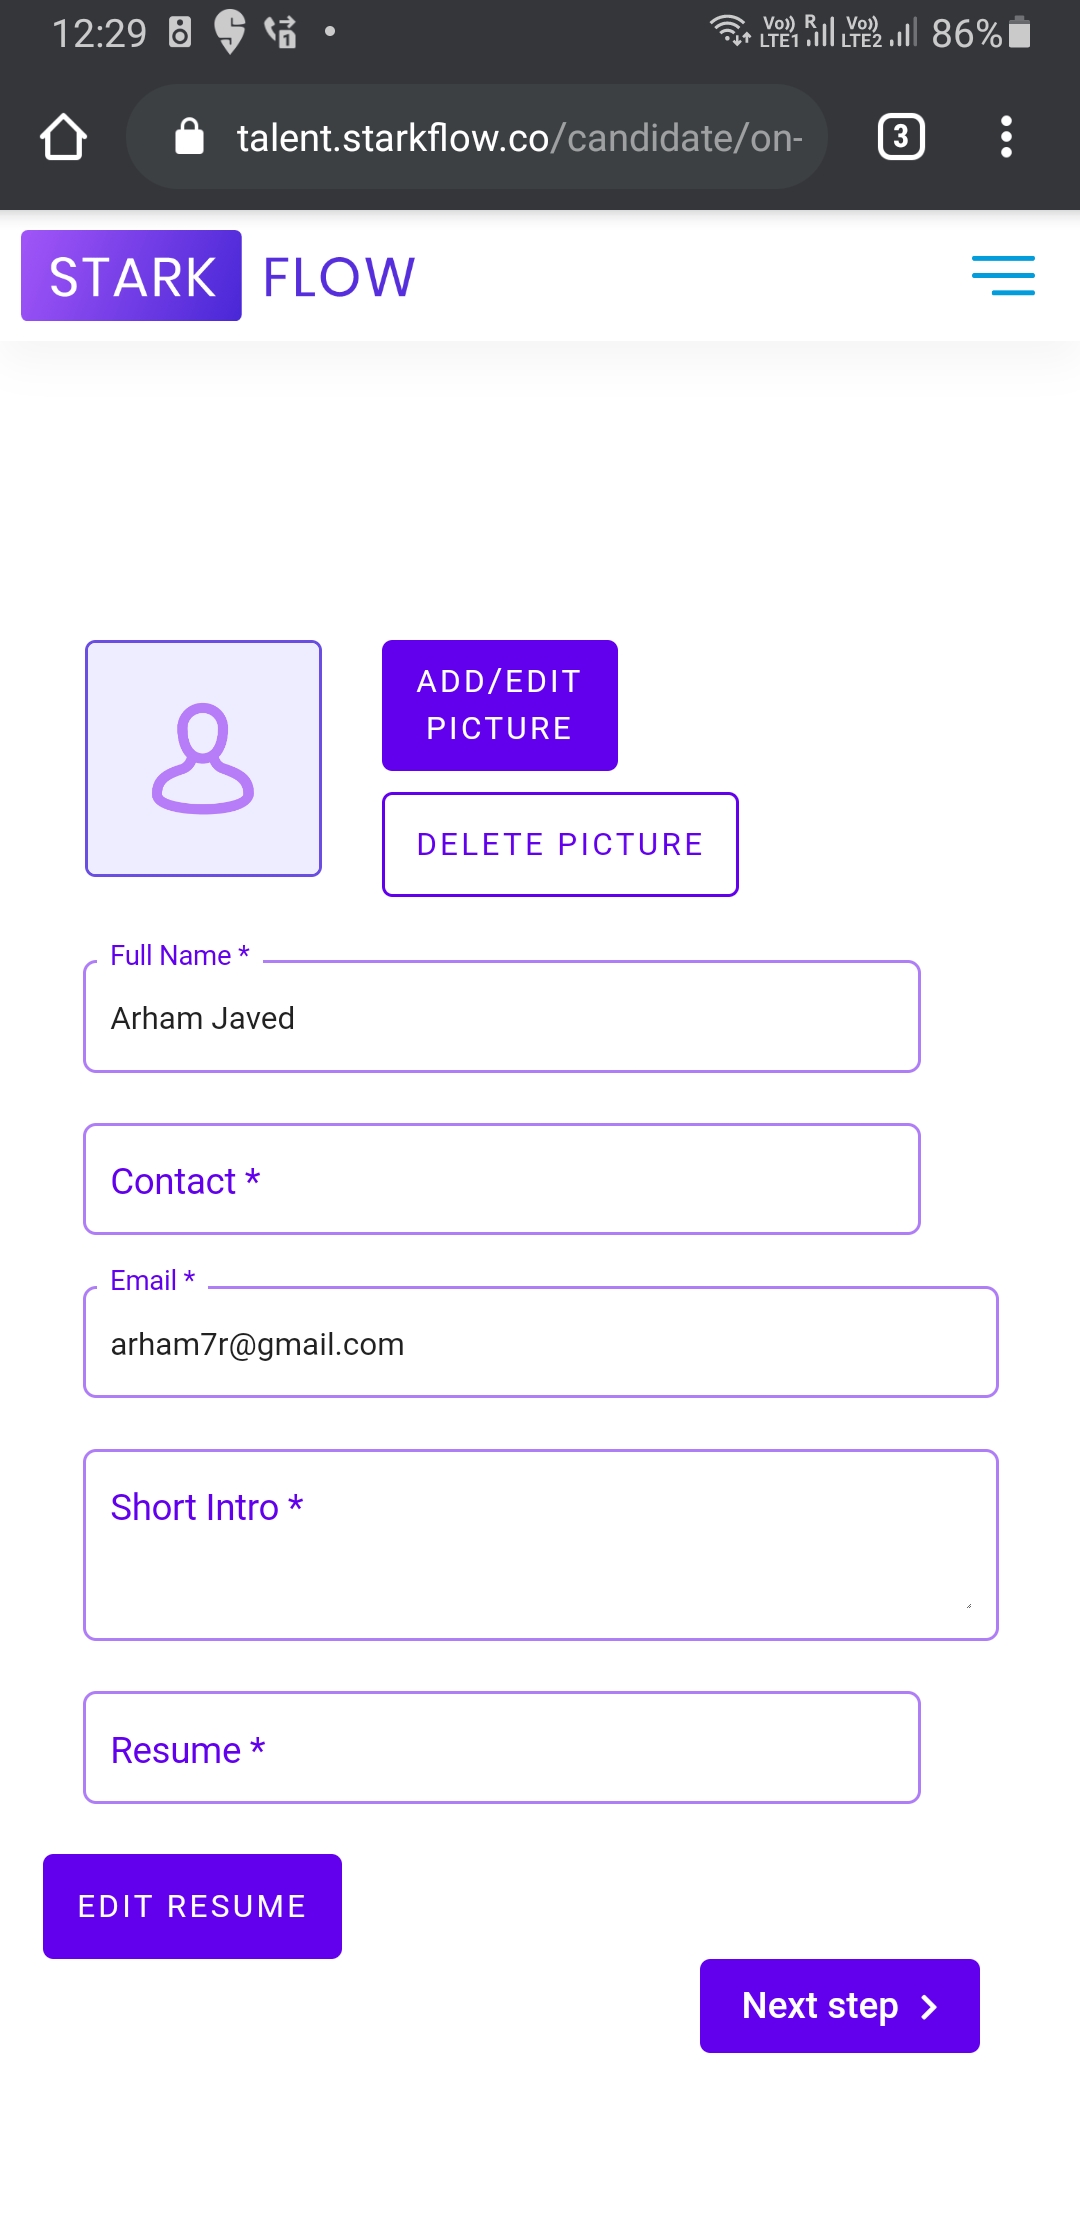 12:29 1 Vo)) LTE1 R Vo)) LTE2 86%
talent.starkflow.co/candidate/on- 3
STARK FLOW
ADD/EDIT
PICTURE
DELETE PICTURE
Full Name *
Arham Javed
Contact *
Email *
arham7r@gmail.com
Short Intro *
Resume *
EDIT RESUME
Next step